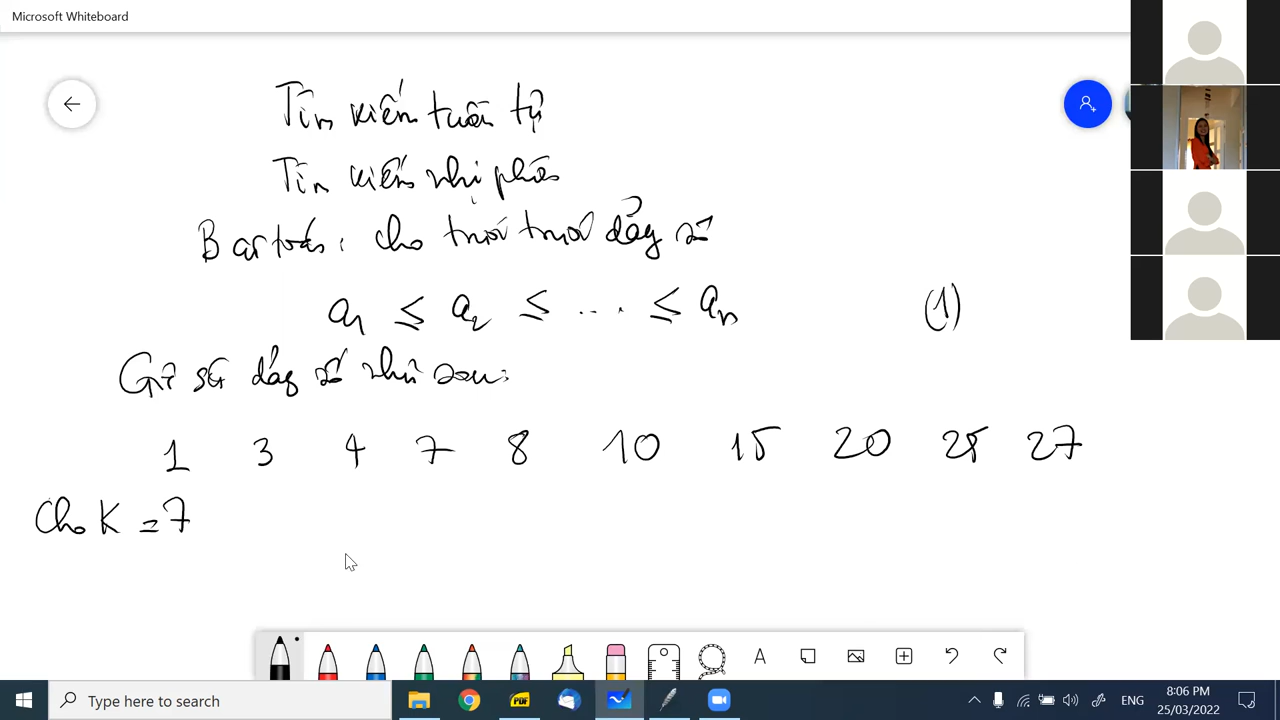 Microsoft Whiteboard
Tìm kiếm tuần tự
Tìm kiếm nhị phân
Bài toán: cho trước trước dãy số
a1 ≤ a2 ≤ .... ≤ an (1)
Giả sử dãy số như sau:
1 3 4 7 8 10 15 20 25 27
Cho K = 7
A
Type here to search
PDF
ENG
8:06 PM
25/03/2022